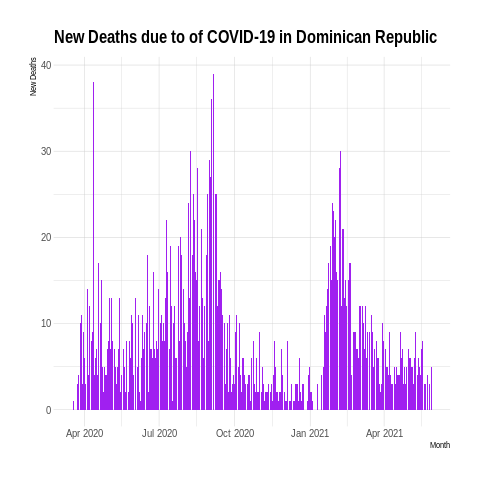 New Deaths due to of COVID-19 in Dominican Republic
New Deaths
40
30
20
10
0
Apr 2020 Jul 2020 Oct 2020 Jan 2021 Apr 2021
Month